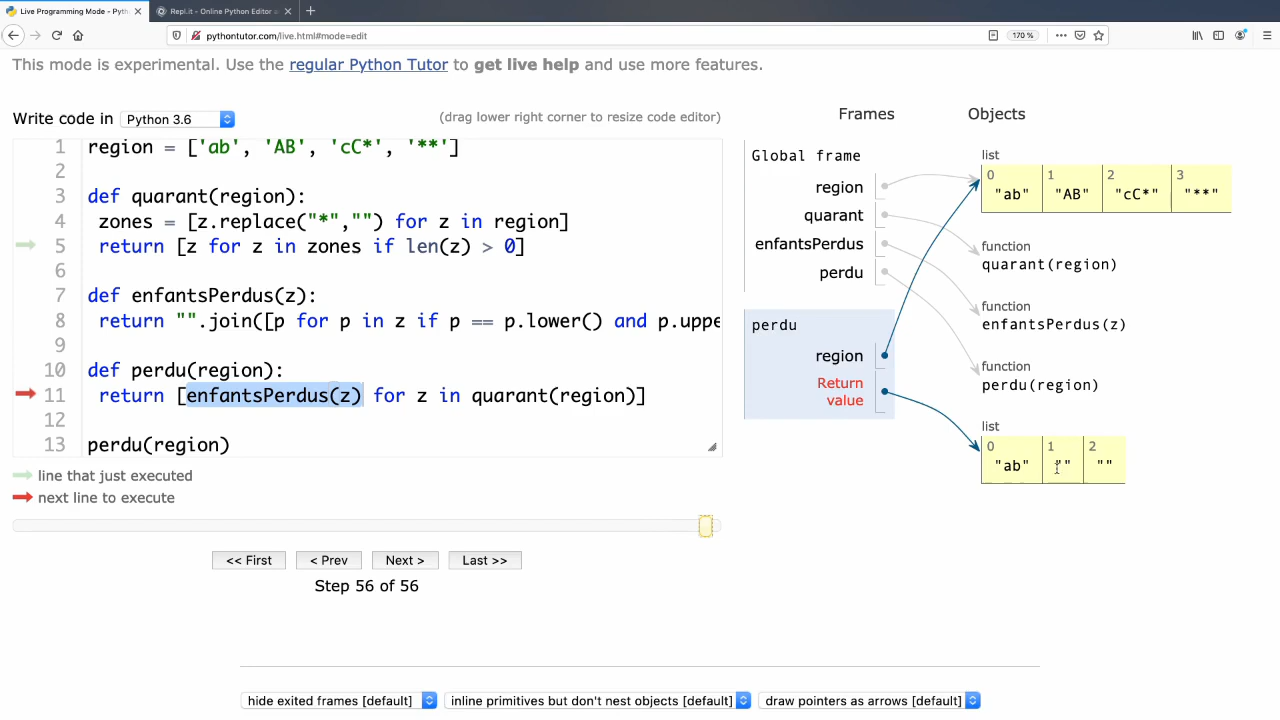 Live Programming Mode - Pyth
Repl.it - Online Python Editor a
pythontutor.com/live.html#mode=edit
170 %
This mode is experimental. Use the regular Python Tutor to get live help and use more features.
Write code in Python 3.6
(drag lower right corner to resize code editor)
1 region = ['ab', 'AB', 'cC*', '**']
2
3 def quarant(region):
4 zones = [z.replace("*","") for z in region]
5 return [z for z in zones if len(z) > 0]
6
7 def enfantsPerdus(z):
8 return "".join([p for p in z if p == p.lower() and p.uppe
9
10 def perdu(region):
11 return [enfantsPerdus(z) for z in quarant(region)]
12
13 perdu(region)
line that just executed
next line to execute
<< First
< Prev
Next >
Last >>
Step 56 of 56
Frames
Objects
Global frame
region
quarant
enfantsPerdus
perdu
perdu
region
Return
value
list
0 1 2 3
"ab" "AB" "cC*" "**"
function
quarant(region)
function
enfantsPerdus(z)
function
perdu(region)
list
0 1 2
"ab" "" ""
hide exited frames [default]
inline primitives but don't nest objects [default]
draw pointers as arrows [default]